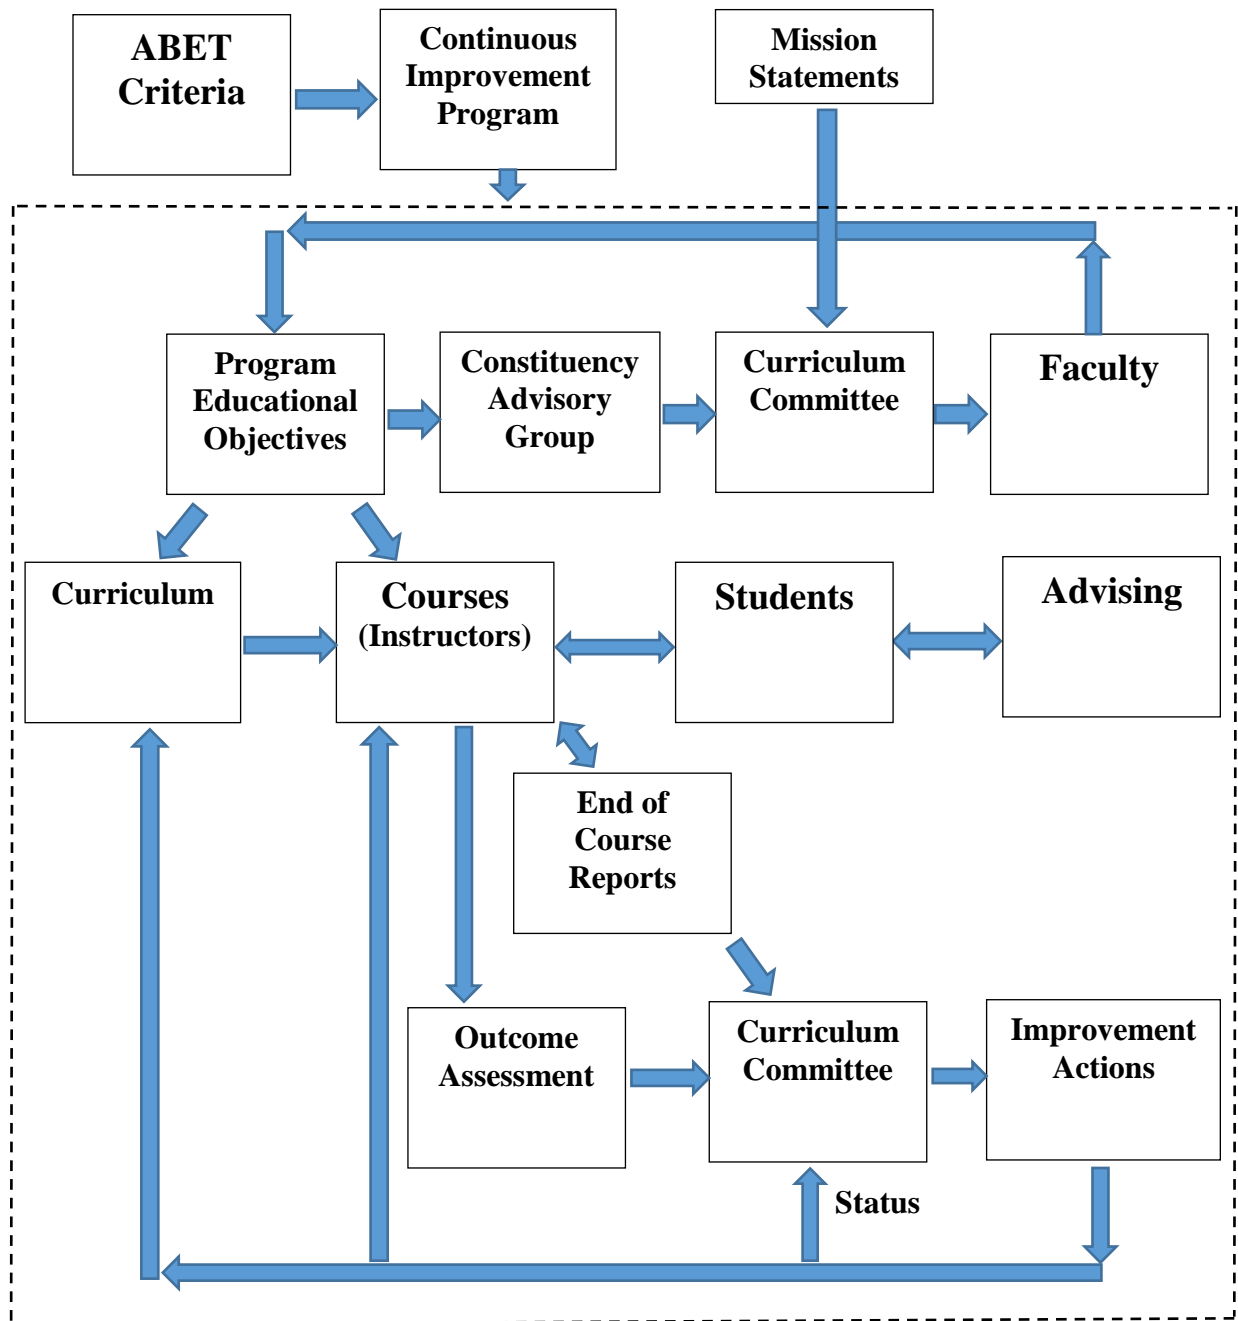 ABET
Criteria
Continuous
Improvement
Program
Mission
Statements
Program
Educational
Objectives
Constituency
Advisory
Group
Curriculum
Committee
Faculty
Curriculum
Courses
(Instructors)
Students
Advising
End of
Course
Reports
Outcome
Assessment
Curriculum
Committee
Improvement
Actions
Status